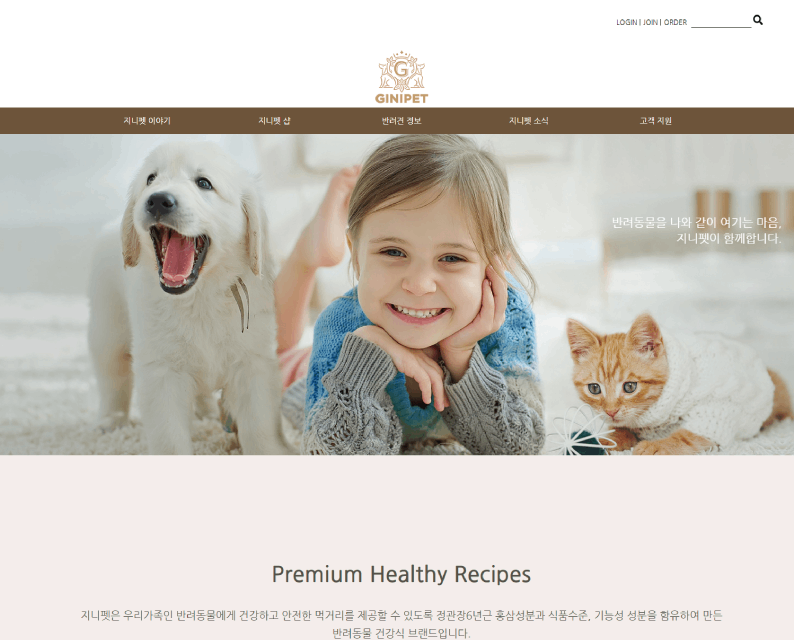 LOGIN | JOIN | ORDER
G
GINIPET
지니펫 이야기 지니펫 샵 반려견 정보 지니펫 소식 고객 지원
반려동물을 나와 같이 여기는 마음,
지니펫이 함께합니다.
Premium Healthy Recipes
지니펫은 우리가족인 반려동물에게 건강하고 안전한 먹거리를 제공할 수 있도록 정관장6년근 홍삼성분과 식품수준, 기능성 성분을 함유하여 만든
반려동물 건강식 브랜드입니다.